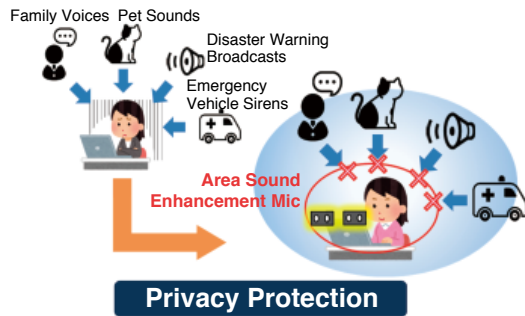 Family Voices Pet Sounds
Disaster Warning
Broadcasts
Emergency
Vehicle Sirens
Area Sound
Enhancement Mic
Privacy Protection